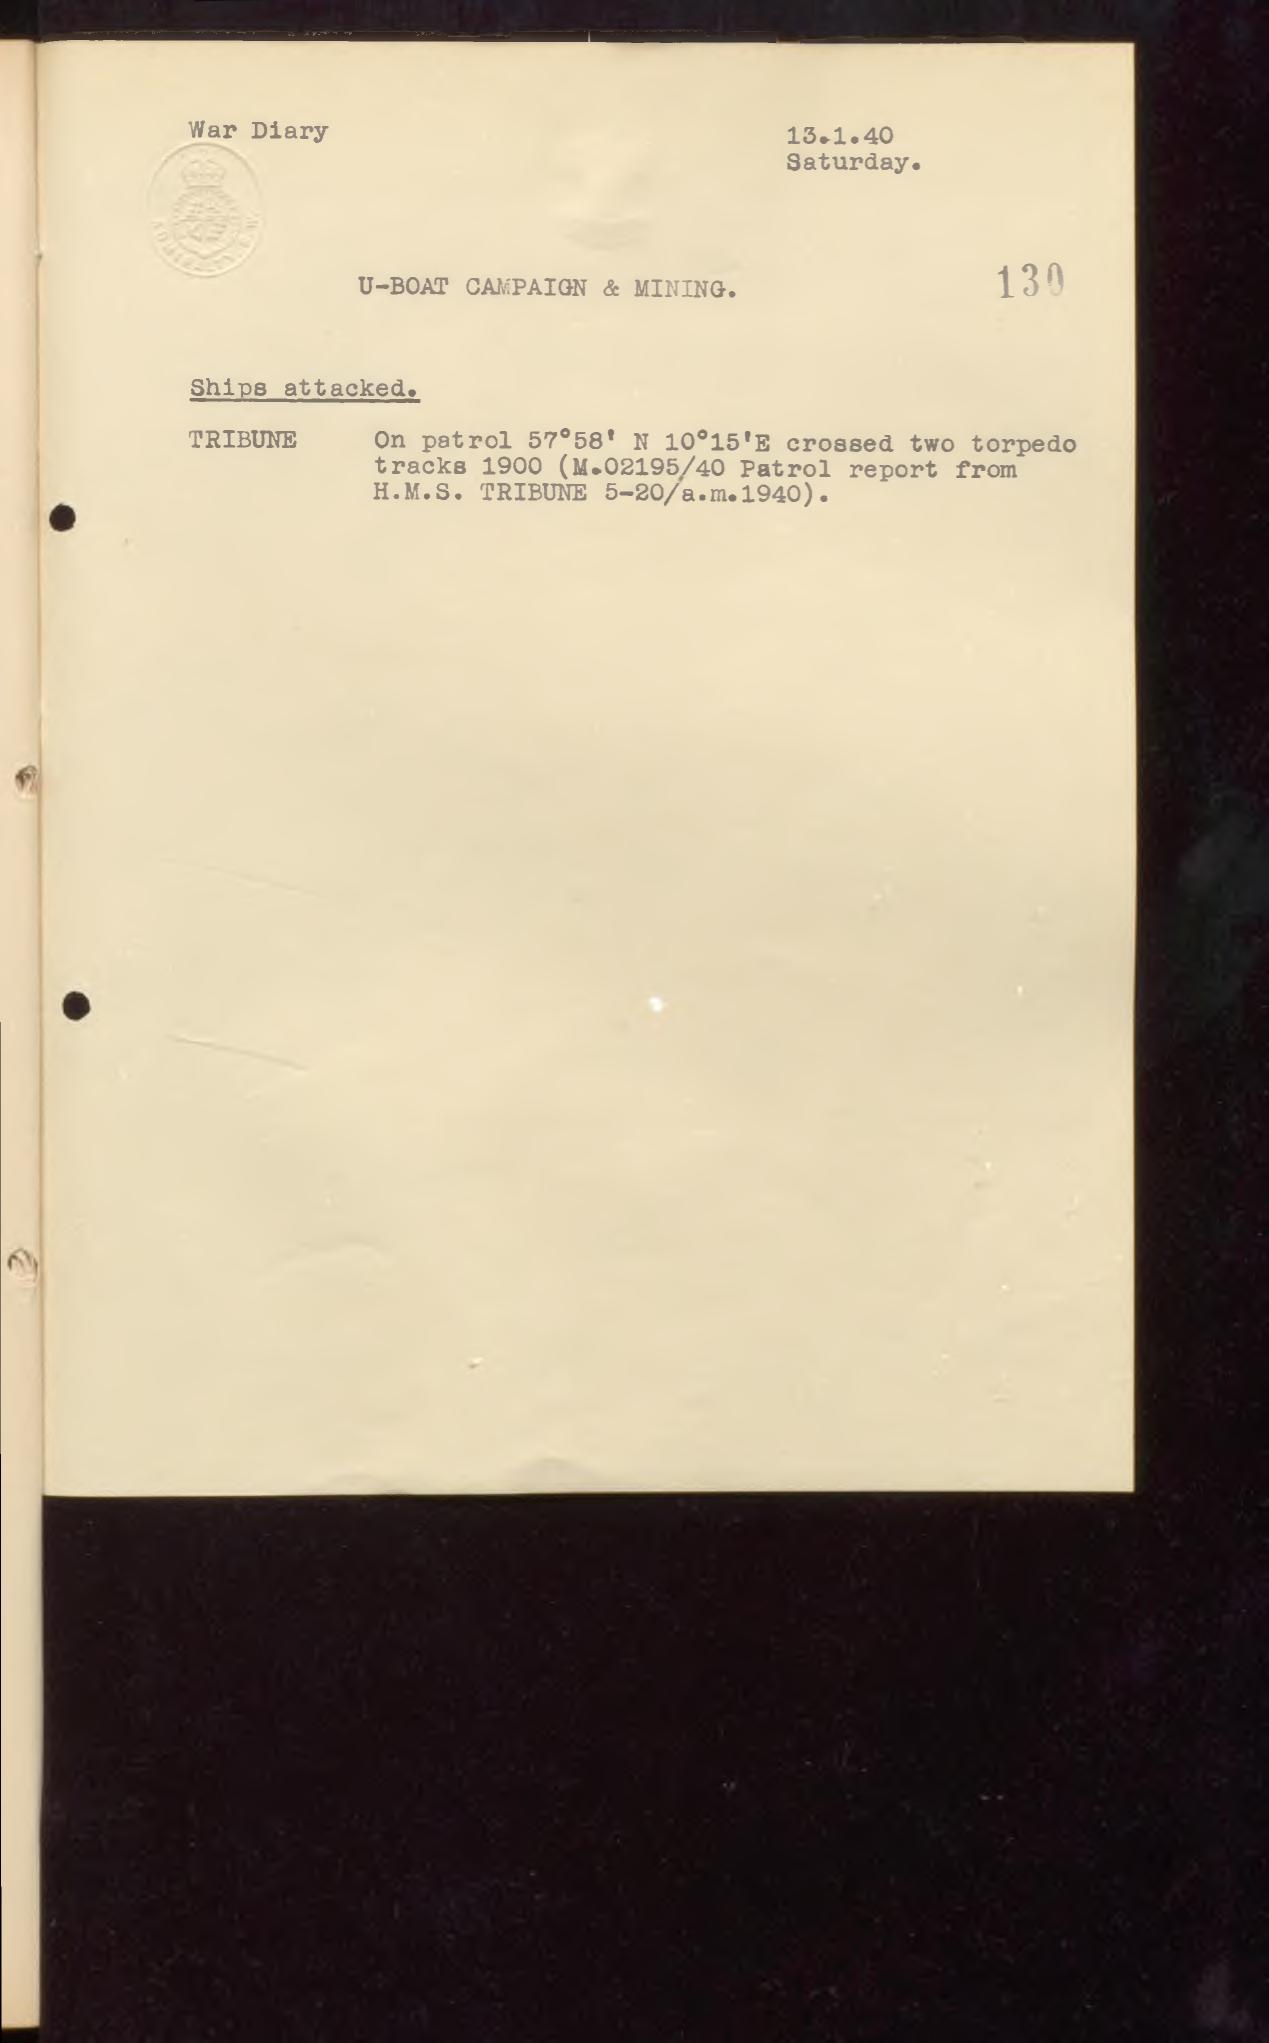 War Diary
13.1.40
Saturday.
U-BOAT CAMPAIGN & MINING.
130
Ships attacked.
TRIBUNE On patrol 57°58' N 10°15'E crossed two torpedo
tracks 1900 (M.02195/40 Patrol report from
H.M.S. TRIBUNE 5-20/a.m.1940).